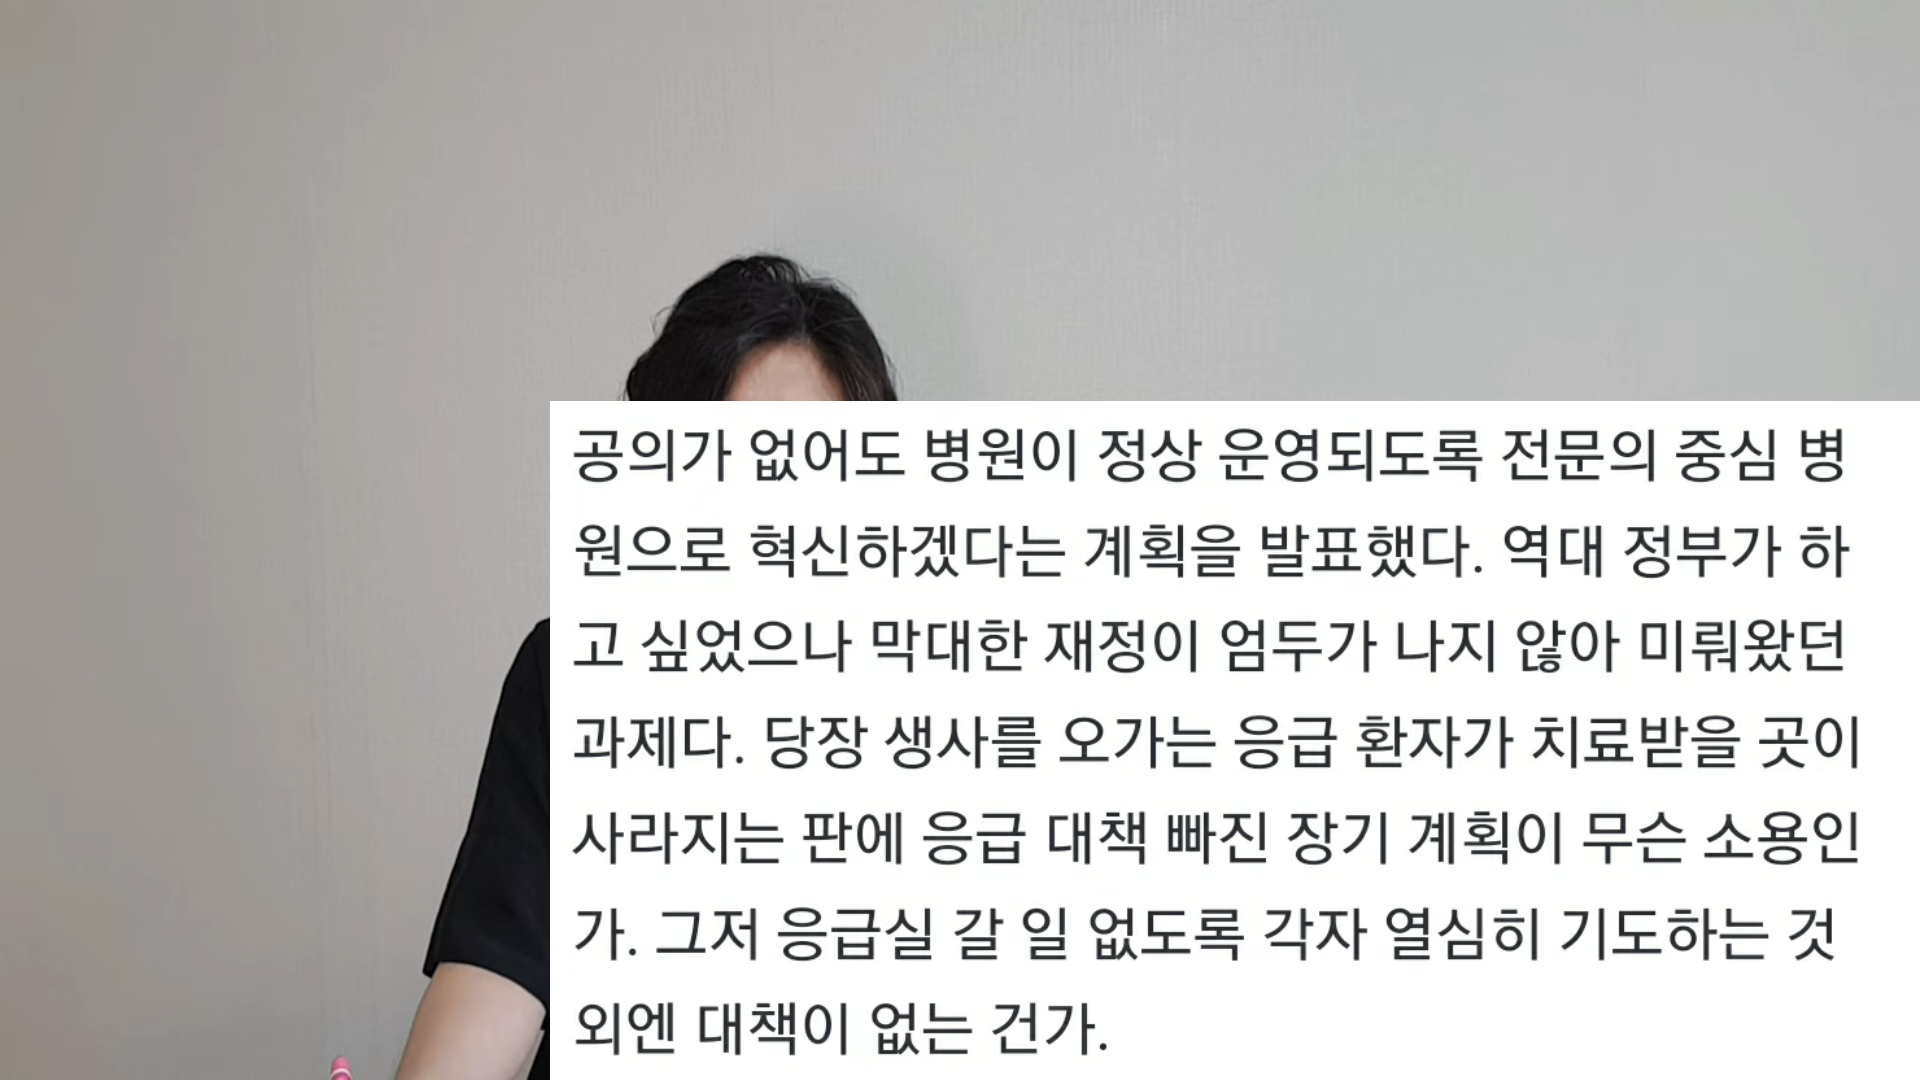 공의가 없어도 병원이 정상 운영되도록 전문의 중심 병
원으로 혁신하겠다는 계획을 발표했다. 역대 정부가 하
고 싶었으나 막대한 재정이 엄두가 나지 않아 미뤄왔던
과제다. 당장 생사를 오가는 응급 환자가 치료받을 곳이
사라지는 판에 응급 대책 빠진 장기 계획이 무슨 소용인
가. 그저 응급실 갈 일 없도록 각자 열심히 기도하는 것
외엔 대책이 없는 건가.